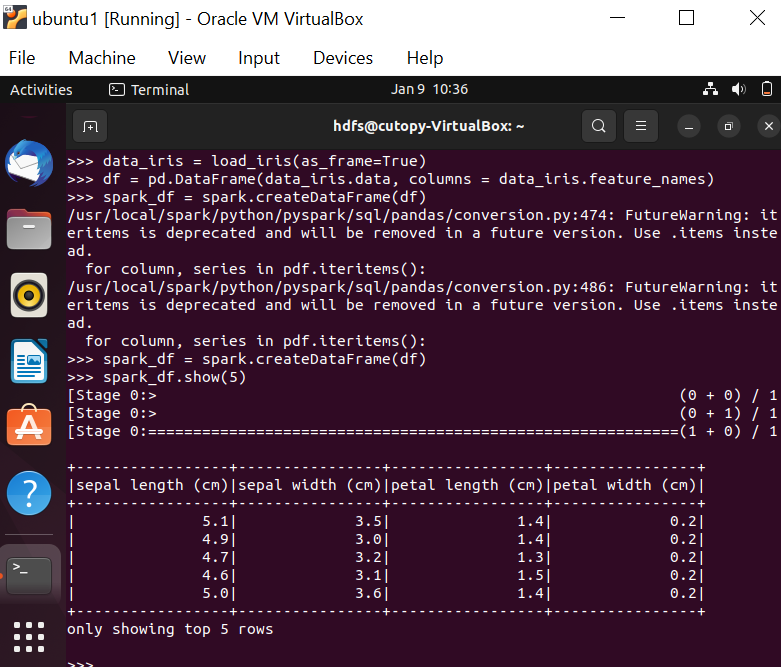 ubuntu1 [Running] - Oracle VM VirtualBox
File Machine View Input Devices Help
Activities Terminal Jan 9 10:36
hdfs@cutopy-VirtualBox: ~
>>> data_iris = load_iris(as_frame=True)
>>> df = pd.DataFrame(data_iris.data, columns = data_iris.feature_names)
>>> spark_df = spark.createDataFrame(df)
/usr/local/spark/python/pyspark/sql/pandas/conversion.py:474: FutureWarning: it
eritems is deprecated and will be removed in a future version. Use .items inste
ad.
  for column, series in pdf.iteritems():
/usr/local/spark/python/pyspark/sql/pandas/conversion.py:486: FutureWarning: it
eritems is deprecated and will be removed in a future version. Use .items inste
ad.
  for column, series in pdf.iteritems():
>>> spark_df = spark.createDataFrame(df)
>>> spark_df.show(5)
[Stage 0:>                                                          (0 + 0) / 1
[Stage 0:>                                                          (0 + 1) / 1
[Stage 0:===========================================================(1 + 0) / 1
+-----------------+----------------+-----------------+----------------+
|sepal length (cm)|sepal width (cm)|petal length (cm)|petal width (cm)|
+-----------------+----------------+-----------------+----------------+
|              5.1|             3.5|              1.4|             0.2|
|              4.9|             3.0|              1.4|             0.2|
|              4.7|             3.2|              1.3|             0.2|
|              4.6|             3.1|              1.5|             0.2|
|              5.0|             3.6|              1.4|             0.2|
+-----------------+----------------+-----------------+----------------+
only showing top 5 rows
>>>